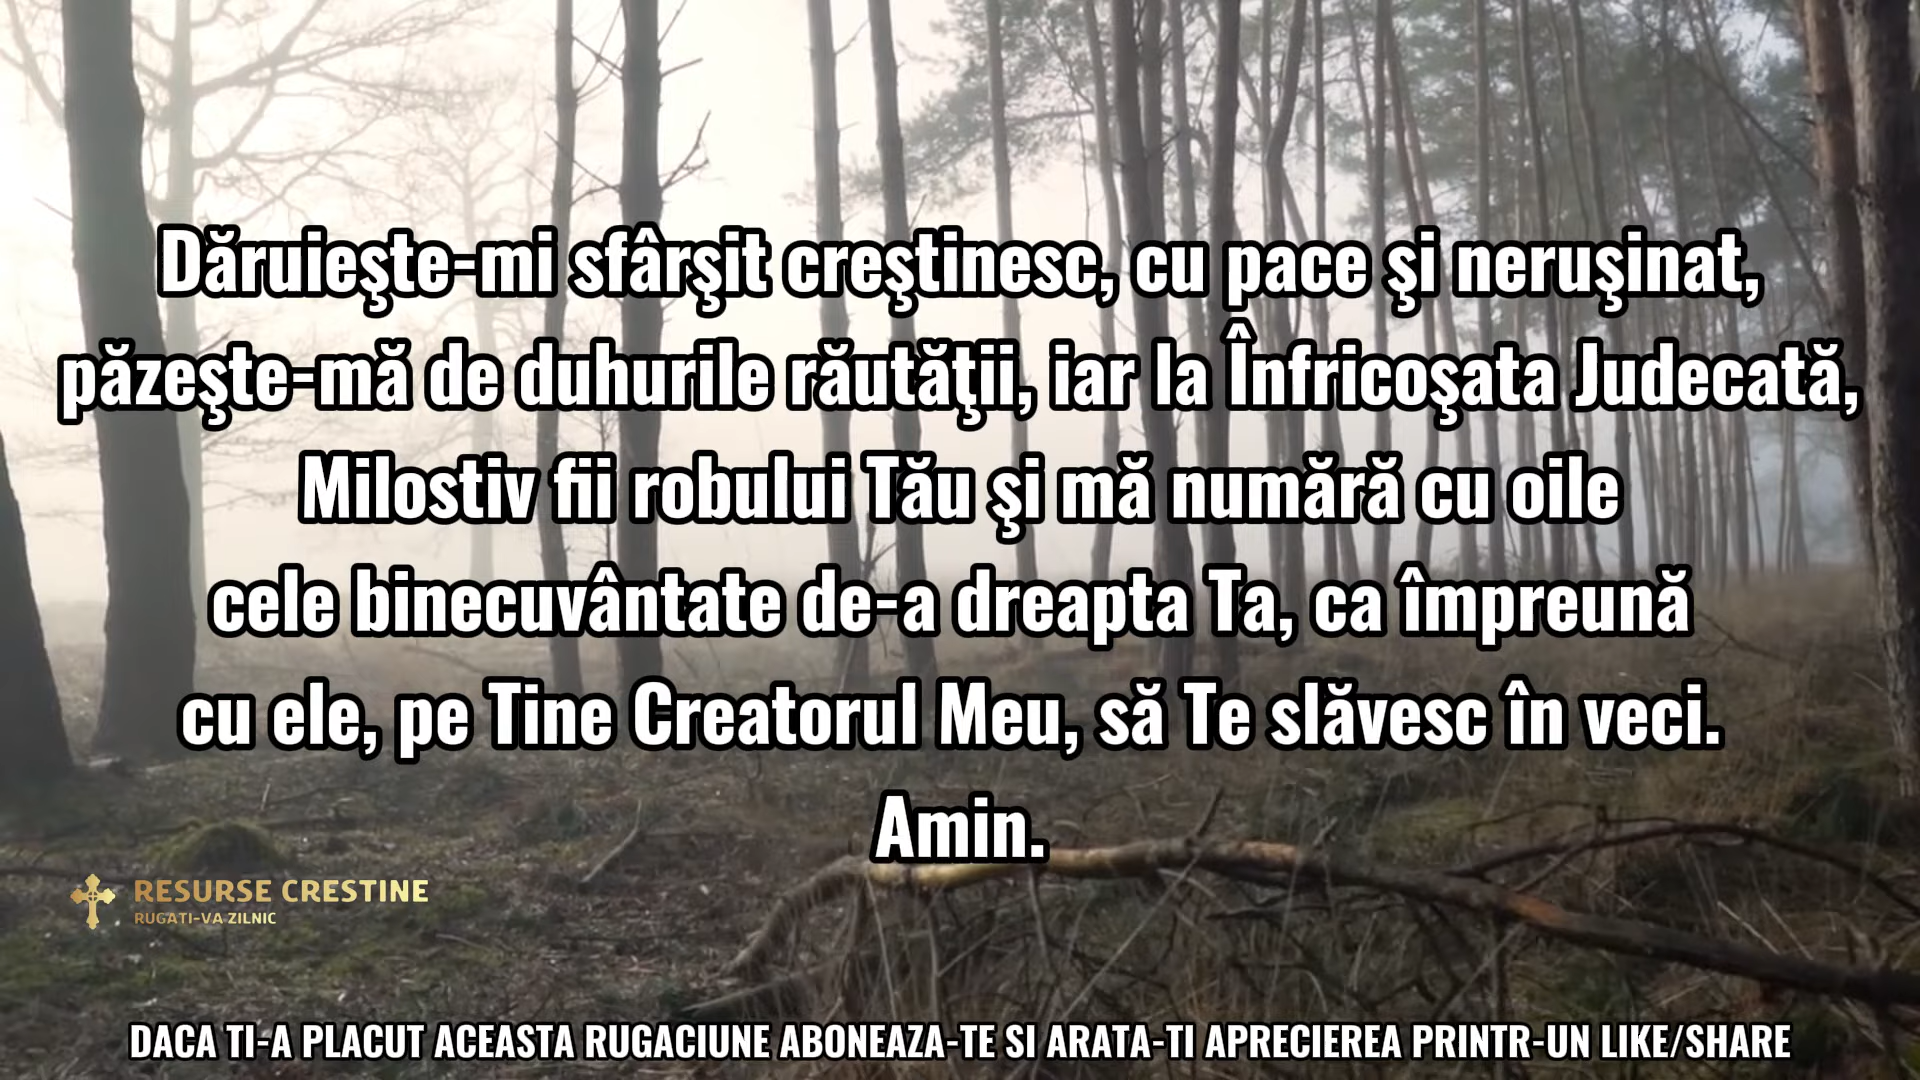 Dăruieşte-mi sfârşit creştinesc, cu pace şi neruşinat,
păzeşte-mă de duhurile răutăţii, iar la Înfricoşata Judecată,
Milostiv fii robului Tău şi mă numără cu oile
cele binecuvântate de-a dreapta Ta, ca împreună
cu ele, pe Tine Creatorul Meu, să Te slăvesc în veci.
Amin.
RESURSE CRESTINE
RUGATI-VA ZILNIC
DACA TI-A PLACUT ACEASTA RUGACIUNE ABONEAZA-TE SI ARATA-TI APRECIEREA PRINTR-UN LIKE/SHARE